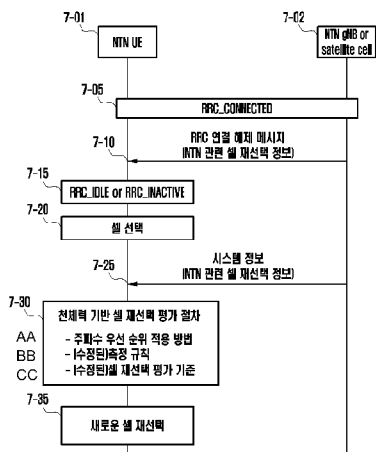 7-01
NTN UE
7-02
NTN gNB or
satellite cell
7-05
RRC_CONNECTED
7-10
RRC 연결 해제 메시지
(NTN 관련 셀 재선택 정보)
7-15
RRC_IDLE or RRC_INACTIVE
7-20
셀 선택
7-25
시스템 정보
(NTN 관련 셀 재선택 정보)
7-30
천체력 기반 셀 재선택 평가 절차
AA
- 주파수 우선 순위 적용 방법
BB
- (수정된)측정 규칙
CC
- (수정된)셀 재선택 평가 기준
7-35
새로운 셀 재선택